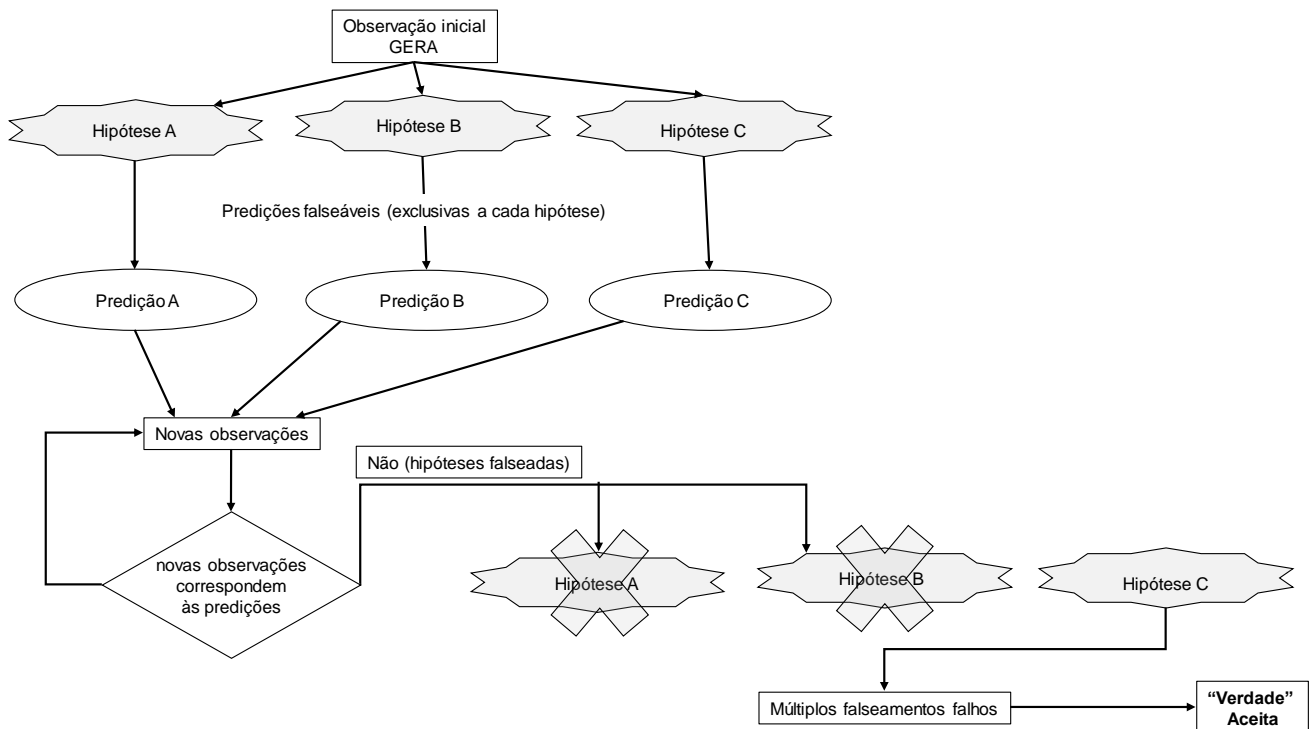 Observação inicial
GERA
Hipótese A
Hipótese B
Hipótese C
Predições falseáveis (exclusivas a cada hipótese)
Predição A
Predição B
Predição C
Novas observações
Não (hipóteses falseadas)
novas observações
correspondem
às predições
Hipótese A
Hipótese B
Hipótese C
Múltiplos falseamentos falhos
“Verdade”
Aceita